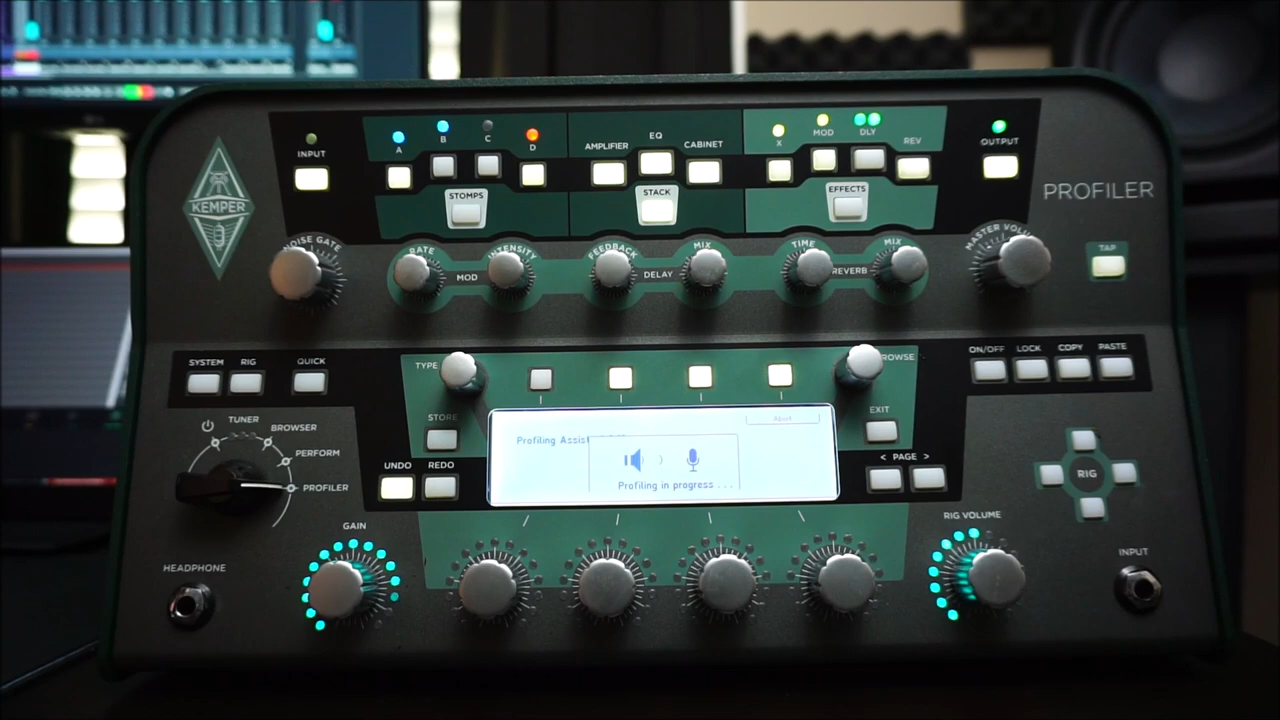 INPUT
A
B
C
D
STOMPS
AMPLIFIER
EQ
CABINET
STACK
X
MOD
DLY
REV
EFFECTS
OUTPUT
KEMPER
PROFILER
NOISE GATE
RATE
MOD
INTENSITY
FEEDBACK
DELAY
MIX
TIME
REVERB
MIX
MASTER VOLU
TAP
SYSTEM
RIG
QUICK
TYPE
BROWSE
ON/OFF
LOCK
COPY
PASTE
STORE
EXIT
TUNER
BROWSER
PERFORM
PROFILER
UNDO
REDO
< PAGE >
Abort
Profiling Assis
Profiling in progress ...
RIG
GAIN
RIG VOLUME
HEADPHONE
INPUT